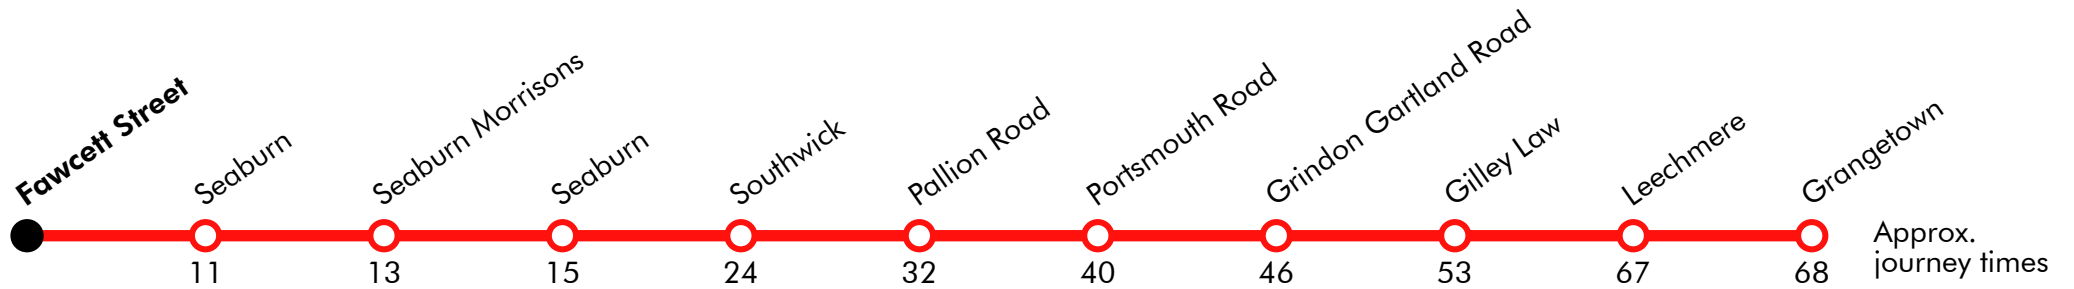 Fawcett Street
Seaburn
Seaburn Morrisons
Seaburn
Southwick
Pallion Road
Portsmouth Road
Grindon Gartland Road
Gilley Law
Leechmere
Grangetown
11 13 15 24 32 40 46 53 67 68
Approx.
journey times